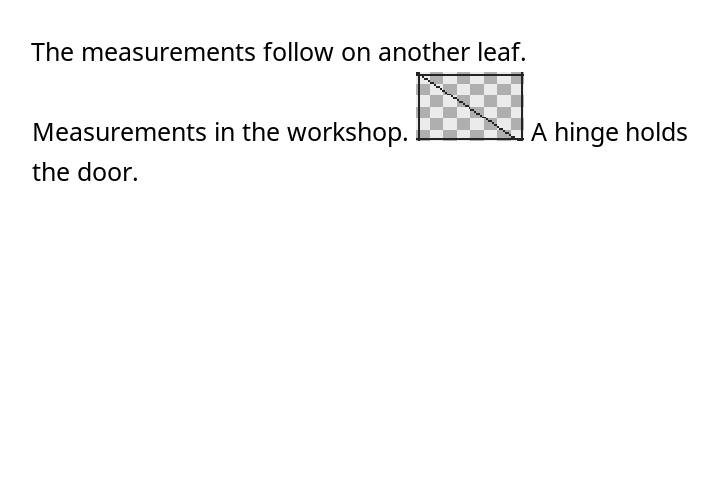 The measurements follow on another leaf.
Measurements in the workshop. A hinge holds
the door.